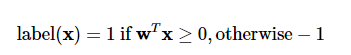 label(x) = 1 if wᵀx ≥ 0, otherwise − 1